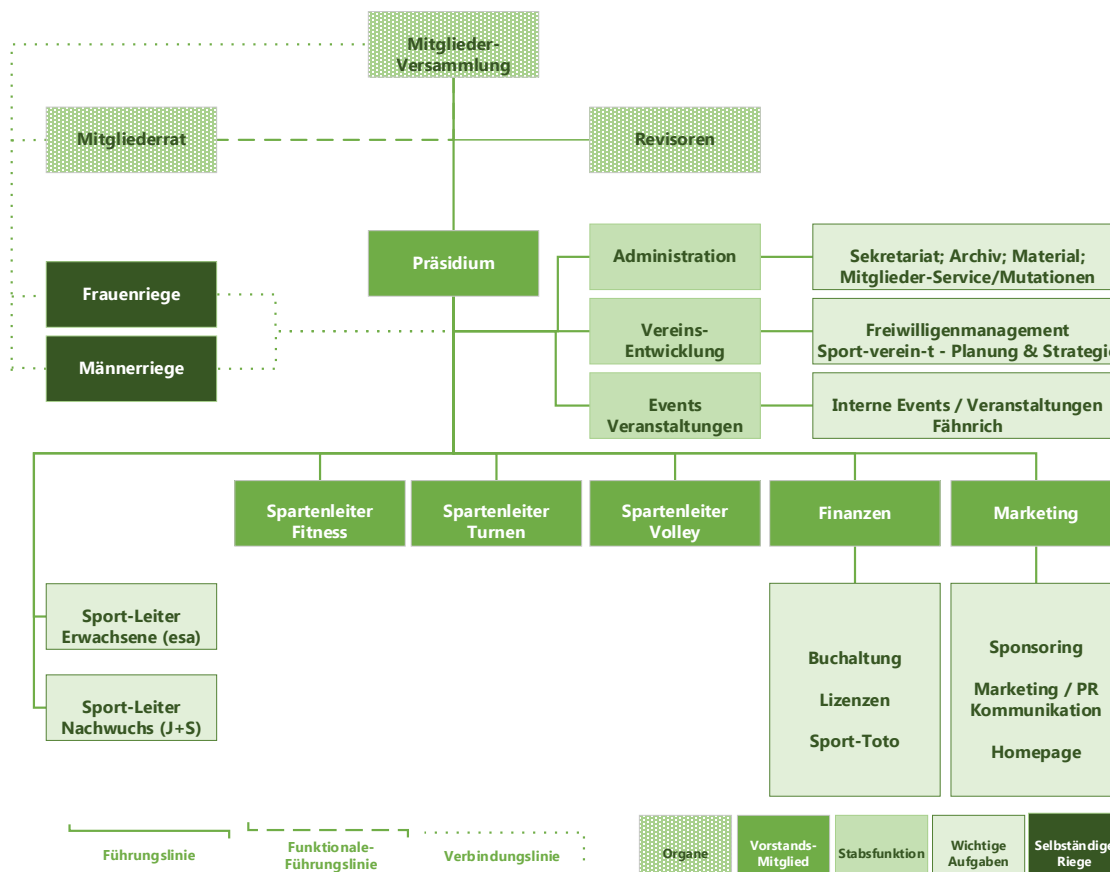 Mitglieder-
Versammlung
Mitgliederrat
Revisoren
Präsidium
Administration
Sekretariat; Archiv; Material;
Mitglieder-Service/Mutationen
Frauenriege
Vereins-
Entwicklung
Freiwilligenmanagement
Sport-verein-t - Planung & Strategie
Männerriege
Events
Veranstaltungen
Interne Events / Veranstaltungen
Fähnrich
Spartenleiter
Fitness
Spartenleiter
Turnen
Spartenleiter
Volley
Finanzen
Marketing
Sport-Leiter
Erwachsene (esa)
Sport-Leiter
Nachwuchs (J+S)
Buchaltung
Lizenzen
Sport-Toto
Sponsoring
Marketing / PR
Kommunikation
Homepage
Führungslinie
Funktionale-
Führungslinie
Verbindungslinie
Organe
Vorstands-
Mitglied
Stabsfunktion
Wichtige
Aufgaben
Selbständige
Riege